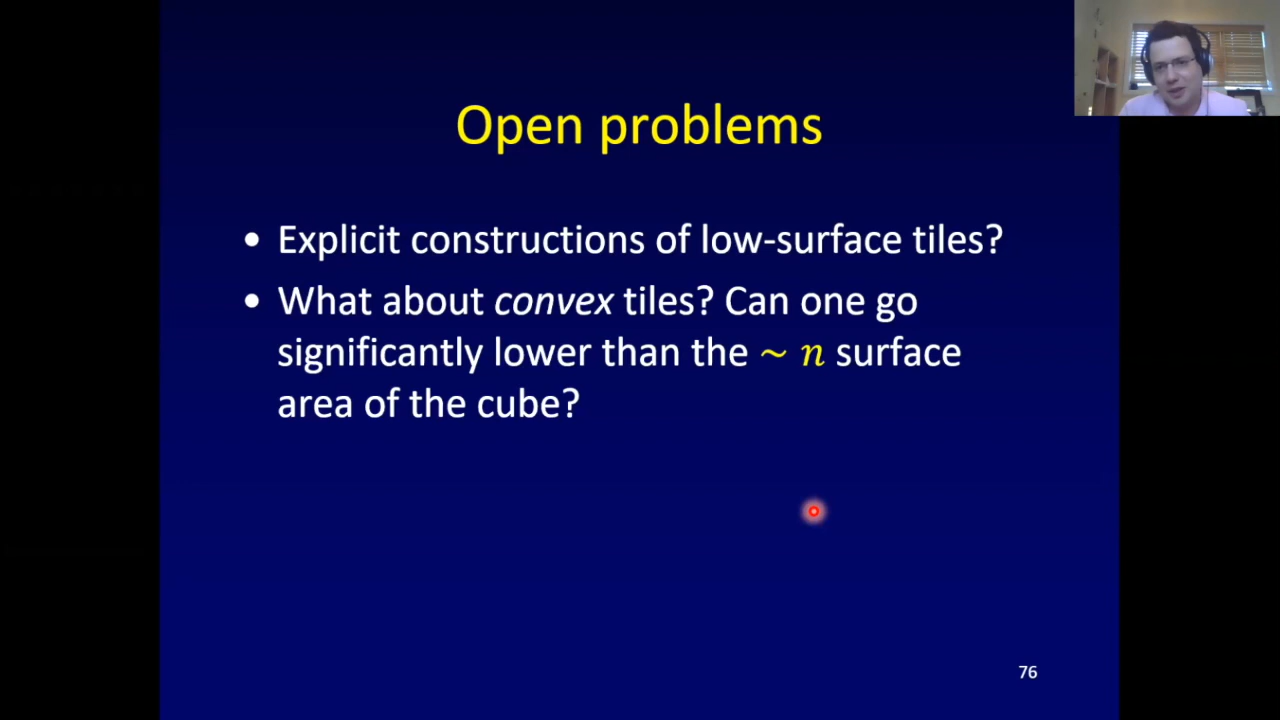 Open problems
• Explicit constructions of low-surface tiles?
• What about convex tiles? Can one go
significantly lower than the ~ n surface
area of the cube?
76